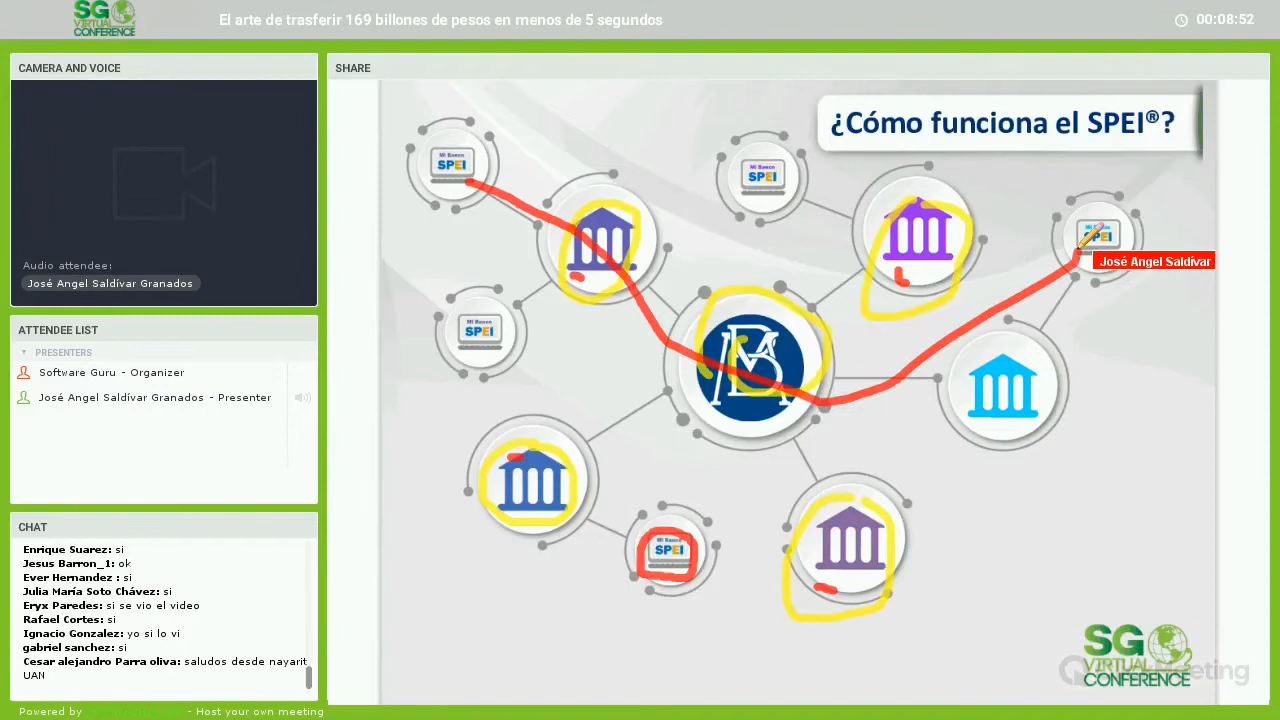 SG
VIRTUAL
CONFERENCE
El arte de trasferir 169 billones de pesos en menos de 5 segundos
00:08:52
CAMERA AND VOICE
Audio attendee:
José Angel Saldívar Granados
ATTENDEE LIST
PRESENTERS
Software Guru - Organizer
José Angel Saldívar Granados - Presenter
CHAT
Enrique Suarez: si
Jesus Barron_1: ok
Ever Hernandez : si
Julia María Soto Chávez: si
Eryx Paredes: si se vio el video
Rafael Cortes: si
Ignacio Gonzalez: yo si lo vi
gabriel sanchez: si
Cesar alejandro Parra oliva: saludos desde nayarit
UAN
Powered by - Host your own meeting
SHARE
¿Cómo funciona el SPEI®?
Mi Banco
SPEI
Mi Banco
SPEI
SPEI
José Angel Saldívar
Mi Banco
SPEI
BM
Mi Banco
SPEI
SG
VIRTUAL
CONFERENCE
Meeting